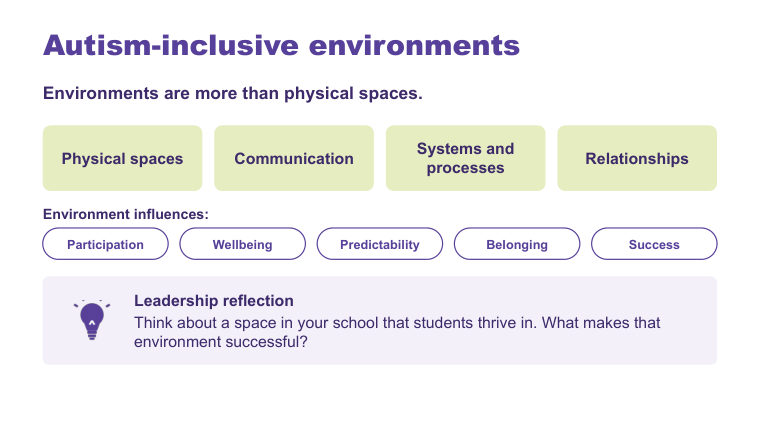 Autism-inclusive environments
Environments are more than physical spaces.
Physical spaces
Communication
Systems and
processes
Relationships
Environment influences:
Participation
Wellbeing
Predictability
Belonging
Success
Leadership reflection
Think about a space in your school that students thrive in. What makes that
environment successful?